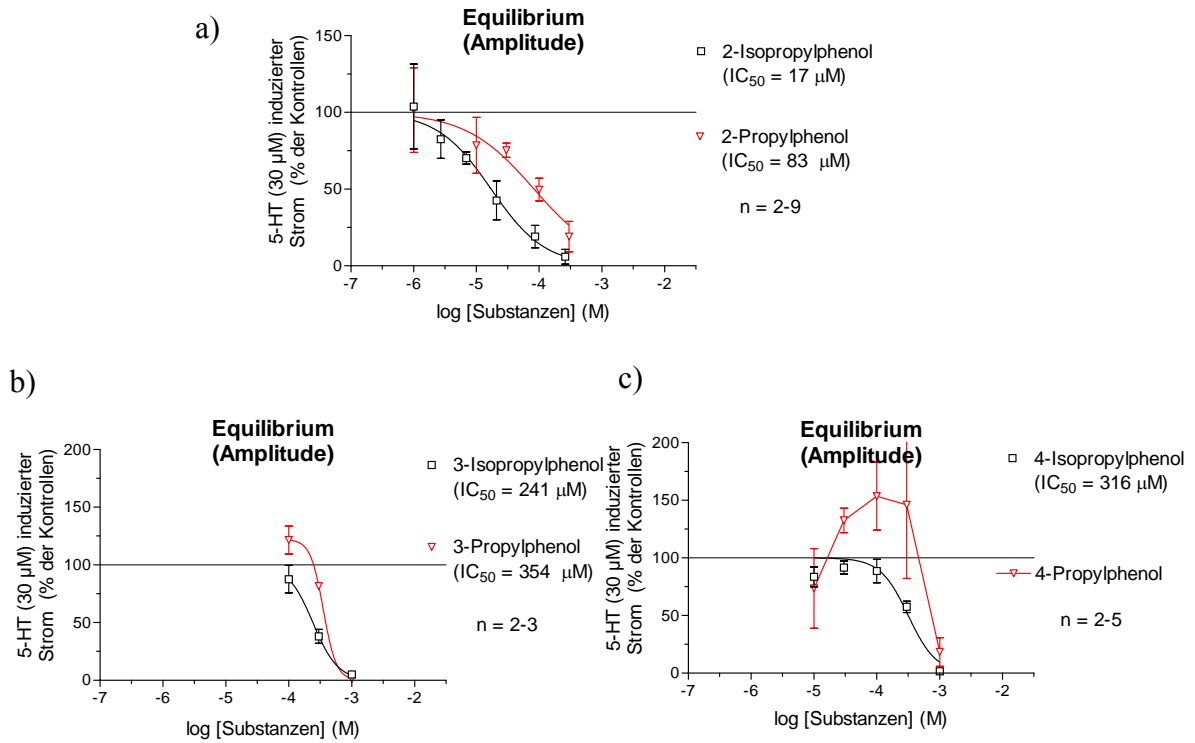 a)
Equilibrium
(Amplitude)
5-HT (30 µM) induzierter
Strom (% der Kontrollen)
150
100
50
0
-7 -6 -5 -4 -3 -2
log [Substanzen] (M)
2-Isopropylphenol
(IC50 = 17 µM)
2-Propylphenol
(IC50 = 83 µM)
n = 2-9
b)
Equilibrium
(Amplitude)
5-HT (30 µM) induzierter
Strom (% der Kontrollen)
200
150
100
50
0
-7 -6 -5 -4 -3 -2
log [Substanzen] (M)
3-Isopropylphenol
(IC50 = 241 µM)
3-Propylphenol
(IC50 = 354 µM)
n = 2-3
c)
Equilibrium
(Amplitude)
5-HT (30 µM) induzierter
Strom (% der Kontrollen)
200
150
100
50
0
-7 -6 -5 -4 -3 -2
log [Substanzen] (M)
4-Isopropylphenol
(IC50 = 316 µM)
4-Propylphenol
n = 2-5